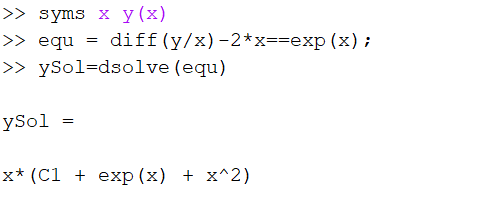 >> syms x y(x)
>> equ = diff(y/x)-2*x==exp(x);
>> ySol=dsolve(equ)
ySol =
x*(C1 + exp(x) + x^2)